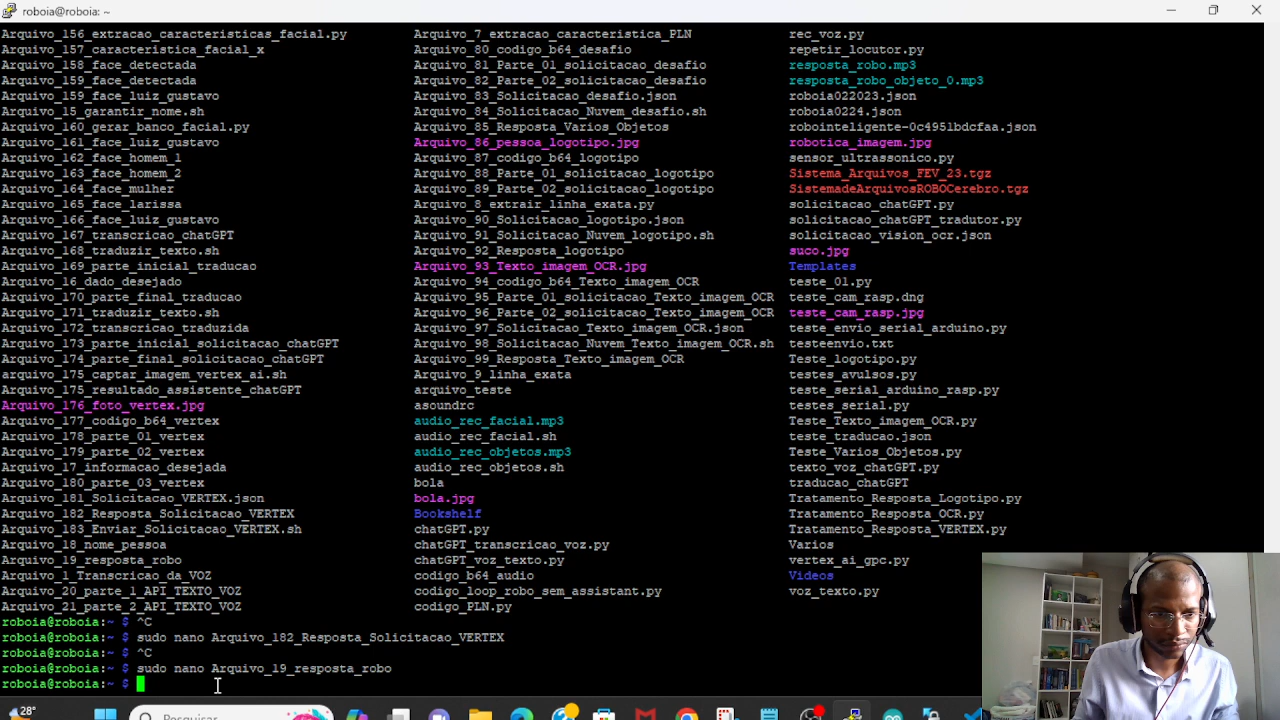 roboia@roboia: ~
Arquivo_156_extracao_caracteristicas_facial.py Arquivo_7_extracao_caracteristica_PLN rec_voz.py
Arquivo_157_caracteristica_facial_x Arquivo_80_codigo_b64_desafio repetir_locutor.py
Arquivo_158_face_detectada Arquivo_81_Parte_01_solicitacao_desafio resposta_robo.mp3
Arquivo_159_face_detectada Arquivo_82_Parte_02_solicitacao_desafio resposta_robo_objeto_0.mp3
Arquivo_159_face_luiz_gustavo Arquivo_83_Solicitacao_desafio.json roboia022023.json
Arquivo_15_garantir_nome.sh Arquivo_84_Solicitacao_Nuvem_desafio.sh roboia0224.json
Arquivo_160_gerar_banco_facial.py Arquivo_85_Resposta_Varios_Objetos robointeligente-0c4951bdcfaa.json
Arquivo_161_face_luiz_gustavo Arquivo_86_pessoa_logotipo.jpg robotica_imagem.jpg
Arquivo_162_face_homem_1 Arquivo_87_codigo_b64_logotipo sensor_ultrassonico.py
Arquivo_163_face_homem_2 Arquivo_88_Parte_01_solicitacao_logotipo Sistema_Arquivos_FEV_23.tgz
Arquivo_164_face_mulher Arquivo_89_Parte_02_solicitacao_logotipo SistemadeArquivosROBOCerebro.tgz
Arquivo_165_face_larissa Arquivo_8_extrair_linha_exata.py solicitacao_chatGPT.py
Arquivo_166_face_luiz_gustavo Arquivo_90_Solicitacao_logotipo.json solicitacao_chatGPT_tradutor.py
Arquivo_167_transcricao_chatGPT Arquivo_91_Solicitacao_Nuvem_logotipo.sh solicitacao_vision_ocr.json
Arquivo_168_traduzir_texto.sh Arquivo_92_Resposta_logotipo suco.jpg
Arquivo_169_parte_inicial_traducao Arquivo_93_Texto_imagem_OCR.jpg Templates
Arquivo_16_dado_desejado Arquivo_94_codigo_b64_Texto_imagem_OCR teste_01.py
Arquivo_170_parte_final_traducao Arquivo_95_Parte_01_solicitacao_Texto_imagem_OCR teste_cam_rasp.dng
Arquivo_171_traduzir_texto.sh Arquivo_96_Parte_02_solicitacao_Texto_imagem_OCR teste_cam_rasp.jpg
Arquivo_172_transcricao_traduzida Arquivo_97_Solicitacao_Texto_imagem_OCR.json teste_envio_serial_arduino.py
Arquivo_173_parte_inicial_solicitacao_chatGPT Arquivo_98_Solicitacao_Nuvem_Texto_imagem_OCR.sh testeenvio.txt
Arquivo_174_parte_final_solicitacao_chatGPT Arquivo_99_Resposta_Texto_imagem_OCR Teste_logotipo.py
arquivo_175_captar_imagem_vertex_ai.sh Arquivo_9_linha_exata testes_avulsos.py
Arquivo_175_resultado_assistente_chatGPT arquivo_teste teste_serial_arduino_rasp.py
Arquivo_176_foto_vertex.jpg asoundrc testes_serial.py
Arquivo_177_codigo_b64_vertex audio_rec_facial.mp3 Teste_Texto_imagem_OCR.py
Arquivo_178_parte_01_vertex audio_rec_facial.sh teste_traducao.json
Arquivo_179_parte_02_vertex audio_rec_objetos.mp3 Teste_Varios_Objetos.py
Arquivo_17_informacao_desejada audio_rec_objetos.sh texto_voz_chatGPT.py
Arquivo_180_parte_03_vertex bola traducao_chatGPT
Arquivo_181_Solicitacao_VERTEX.json bola.jpg Tratamento_Resposta_Logotipo.py
Arquivo_182_Resposta_Solicitacao_VERTEX Bookshelf Tratamento_Resposta_OCR.py
Arquivo_183_Enviar_Solicitacao_VERTEX.sh chatGPT.py Tratamento_Resposta_VERTEX.py
Arquivo_18_nome_pessoa chatGPT_transcricao_voz.py Varios
Arquivo_19_resposta_robo chatGPT_voz_texto.py vertex_ai_gpc.py
Arquivo_1_Transcricao_da_VOZ codigo_b64_audio Videos
Arquivo_20_parte_1_API_TEXTO_VOZ codigo_loop_robo_sem_assistant.py voz_texto.py
Arquivo_21_parte_2_API_TEXTO_VOZ codigo_PLN.py
roboia@roboia:~ $ ^C
roboia@roboia:~ $ sudo nano Arquivo_182_Resposta_Solicitacao_VERTEX
roboia@roboia:~ $ ^C
roboia@roboia:~ $ sudo nano Arquivo_19_resposta_robo
roboia@roboia:~ $
28°
Pesquisar